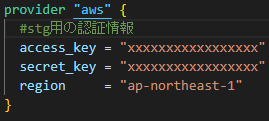 provider "aws" {
  #stg用の認証情報
  access_key = "xxxxxxxxxxxxxxxxx"
  secret_key = "xxxxxxxxxxxxxxxxx"
  region     = "ap-northeast-1"
}